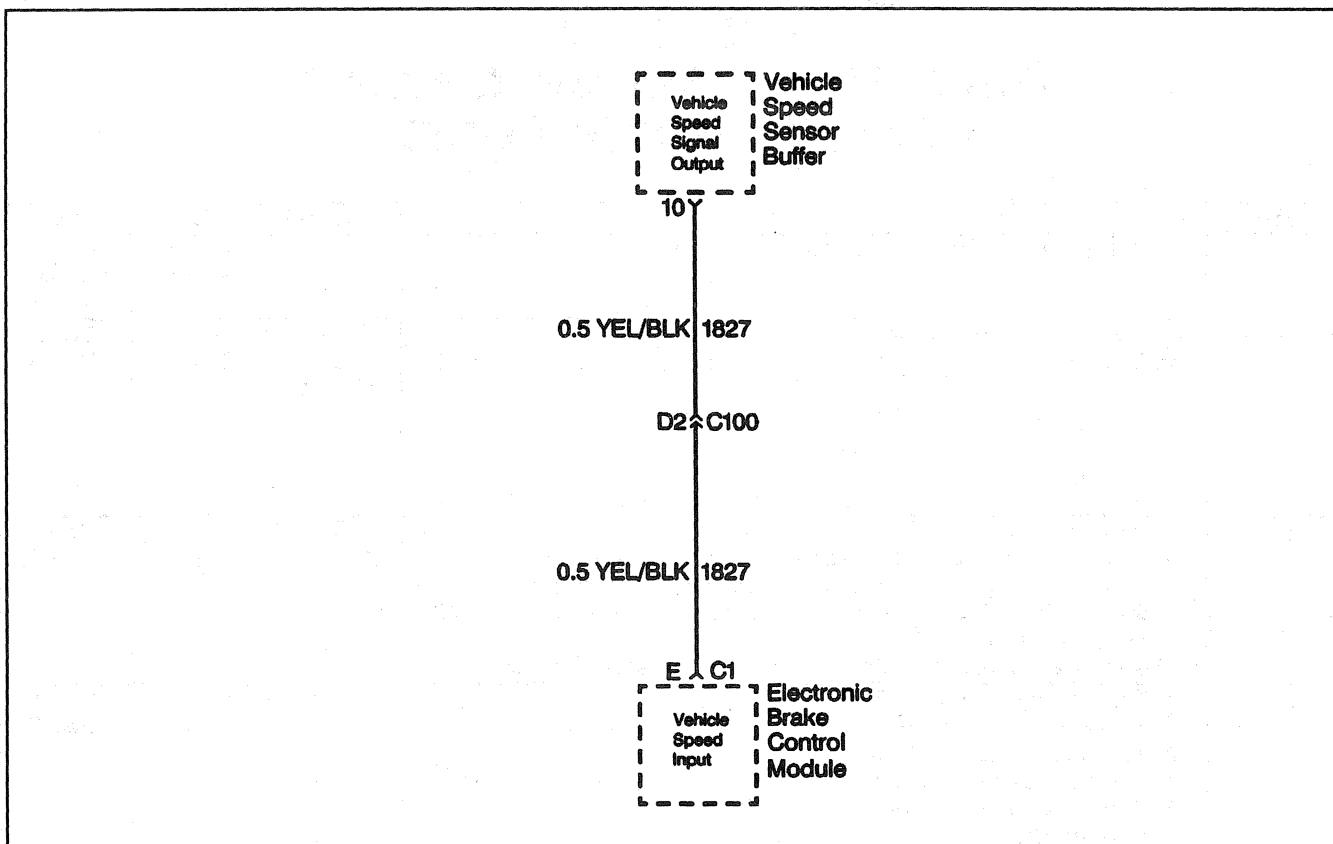 Vehicle
Speed
Signal
Output
Vehicle
Speed
Sensor
Buffer
10
0.5 YEL/BLK 1827
D2 C100
0.5 YEL/BLK 1827
E C1
Vehicle
Speed
Input
Electronic
Brake
Control
Module